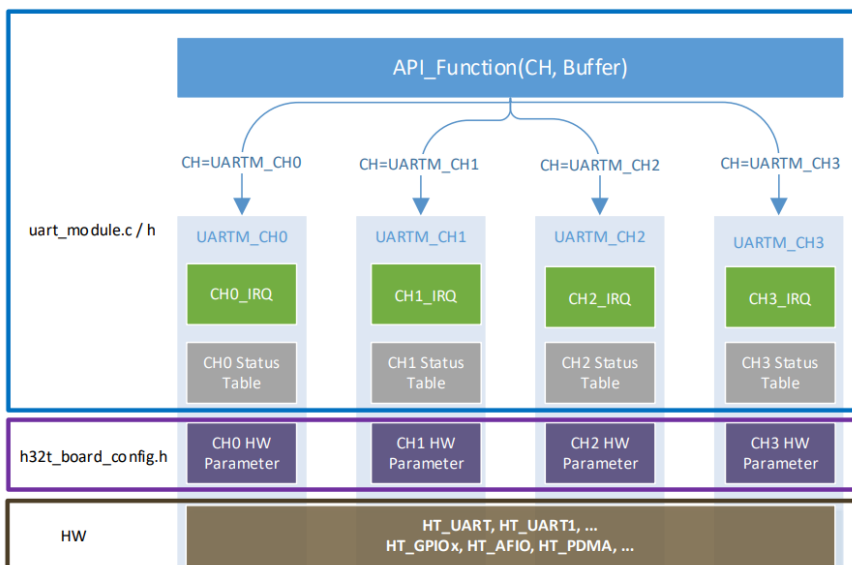 API_Function(CH, Buffer)
CH=UARTM_CH0
CH=UARTM_CH1
CH=UARTM_CH2
CH=UARTM_CH3
uart_module.c / h
UARTM_CH0
UARTM_CH1
UARTM_CH2
UARTM_CH3
CH0_IRQ
CH1_IRQ
CH2_IRQ
CH3_IRQ
CH0 Status
Table
CH1 Status
Table
CH2 Status
Table
CH3 Status
Table
h32t_board_config.h
CH0 HW
Parameter
CH1 HW
Parameter
CH2 HW
Parameter
CH3 HW
Parameter
HW
HT_UART, HT_UART1, ...
HT_GPIOx, HT_AFIO, HT_PDMA, ...